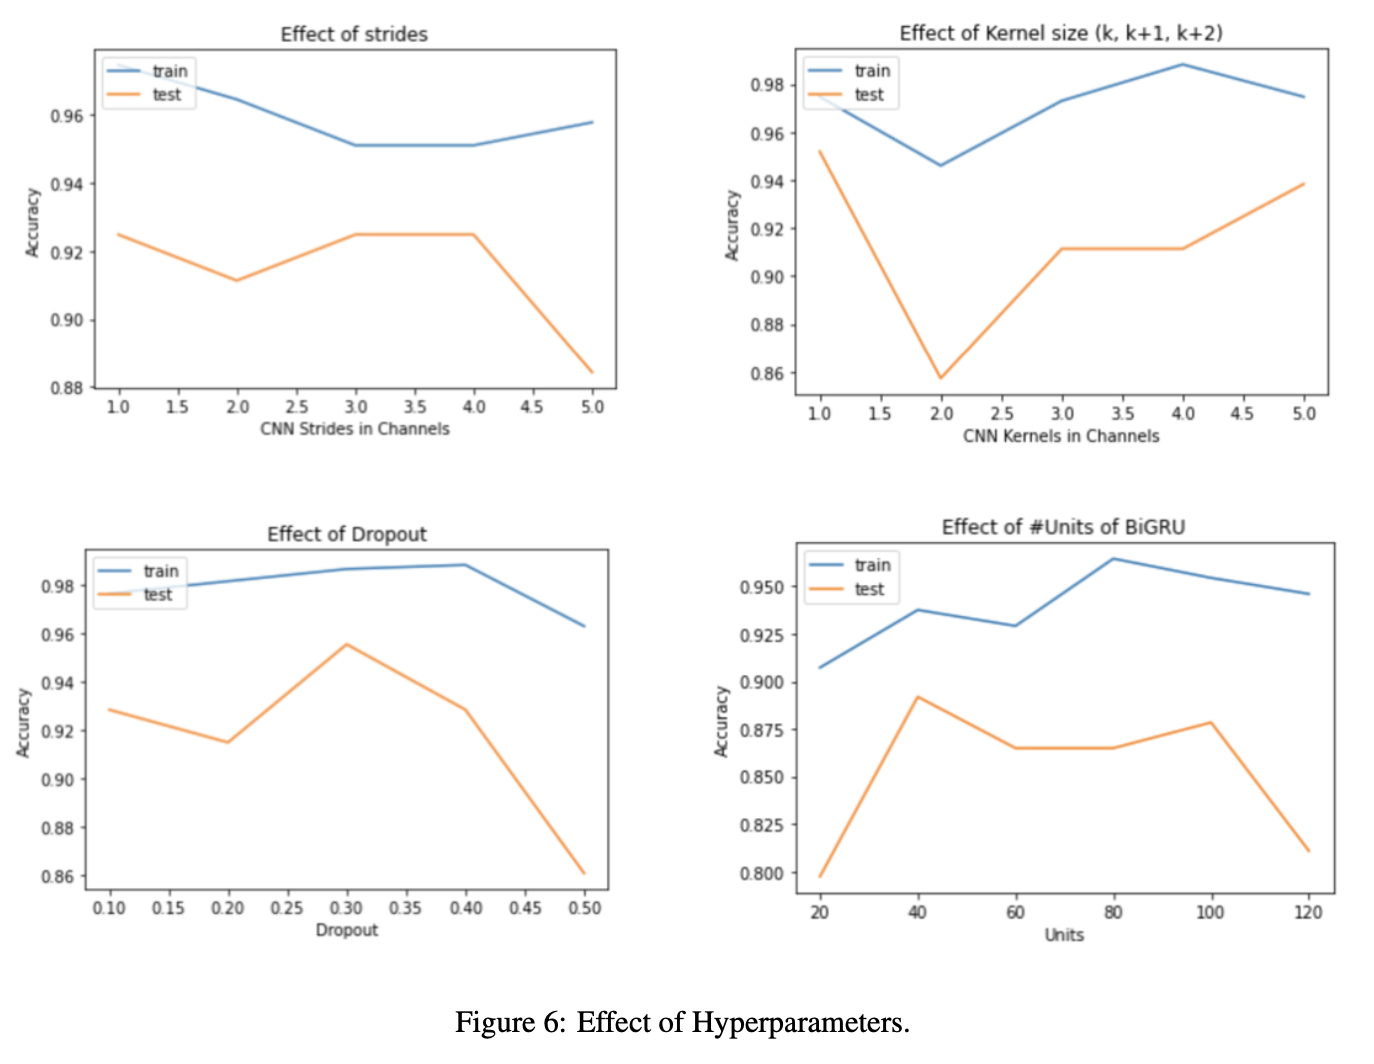 Effect of strides
train
test
Accuracy
0.96
0.94
0.92
0.90
0.88
1.0 1.5 2.0 2.5 3.0 3.5 4.0 4.5 5.0
CNN Strides in Channels
Effect of Kernel size (k, k+1, k+2)
train
test
Accuracy
0.98
0.96
0.94
0.92
0.90
0.88
0.86
1.0 1.5 2.0 2.5 3.0 3.5 4.0 4.5 5.0
CNN Kernels in Channels
Effect of Dropout
train
test
Accuracy
0.98
0.96
0.94
0.92
0.90
0.88
0.86
0.10 0.15 0.20 0.25 0.30 0.35 0.40 0.45 0.50
Dropout
Effect of #Units of BiGRU
train
test
Accuracy
0.950
0.925
0.900
0.875
0.850
0.825
0.800
20 40 60 80 100 120
Units
Figure 6: Effect of Hyperparameters.